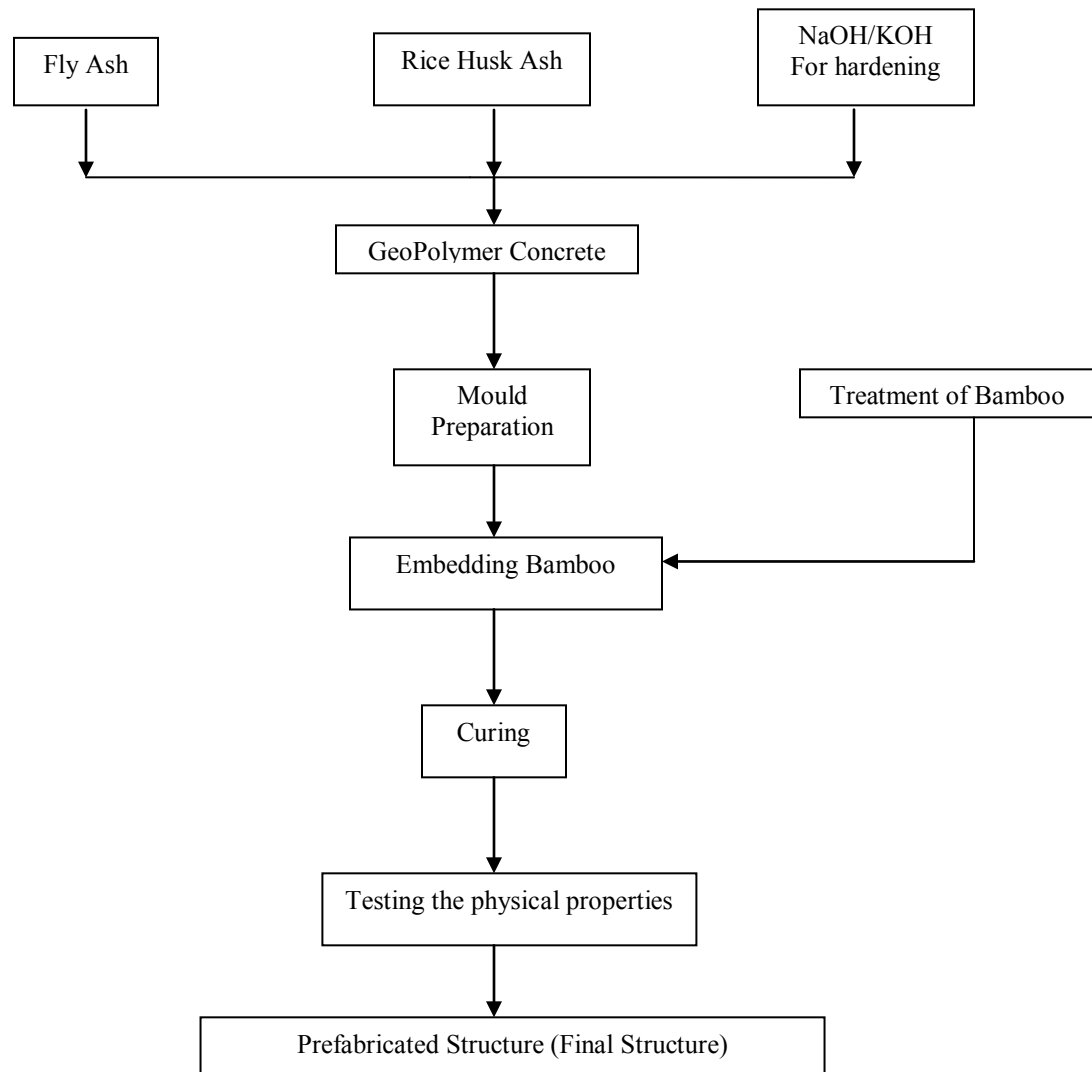 Fly Ash
Rice Husk Ash
NaOH/KOH
For hardening
GeoPolymer Concrete
Mould
Preparation
Treatment of Bamboo
Embedding Bamboo
Curing
Testing the physical properties
Prefabricated Structure (Final Structure)